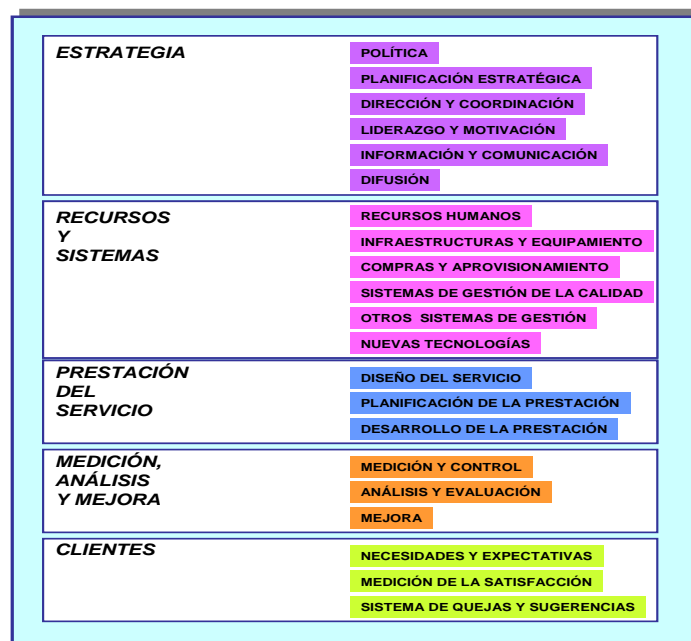 ESTRATEGIA
POLÍTICA
PLANIFICACIÓN ESTRATÉGICA
DIRECCIÓN Y COORDINACIÓN
LIDERAZGO Y MOTIVACIÓN
INFORMACIÓN Y COMUNICACIÓN
DIFUSIÓN
RECURSOS
Y
SISTEMAS
RECURSOS HUMANOS
INFRAESTRUCTURAS Y EQUIPAMIENTO
COMPRAS Y APROVISIONAMIENTO
SISTEMAS DE GESTIÓN DE LA CALIDAD
OTROS SISTEMAS DE GESTIÓN
NUEVAS TECNOLOGÍAS
PRESTACIÓN
DEL
SERVICIO
DISEÑO DEL SERVICIO
PLANIFICACIÓN DE LA PRESTACIÓN
DESARROLLO DE LA PRESTACIÓN
MEDICIÓN,
ANÁLISIS
Y MEJORA
MEDICIÓN Y CONTROL
ANÁLISIS Y EVALUACIÓN
MEJORA
CLIENTES
NECESIDADES Y EXPECTATIVAS
MEDICIÓN DE LA SATISFACCIÓN
SISTEMA DE QUEJAS Y SUGERENCIAS